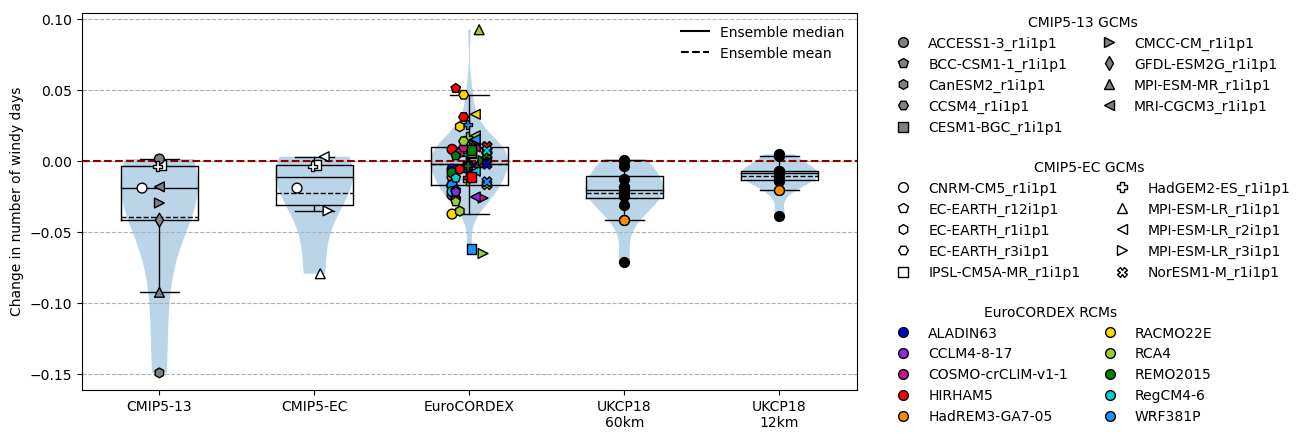 Change in number of windy days
0.10
0.05
0.00
−0.05
−0.10
−0.15
Ensemble median
Ensemble mean
CMIP5-13
CMIP5-EC
EuroCORDEX
UKCP18
60km
UKCP18
12km
CMIP5-13 GCMs
ACCESS1-3_r1i1p1
BCC-CSM1-1_r1i1p1
CanESM2_r1i1p1
CCSM4_r1i1p1
CESM1-BGC_r1i1p1
CMCC-CM_r1i1p1
GFDL-ESM2G_r1i1p1
MPI-ESM-MR_r1i1p1
MRI-CGCM3_r1i1p1
CMIP5-EC GCMs
CNRM-CM5_r1i1p1
EC-EARTH_r12i1p1
EC-EARTH_r1i1p1
EC-EARTH_r3i1p1
IPSL-CM5A-MR_r1i1p1
HadGEM2-ES_r1i1p1
MPI-ESM-LR_r1i1p1
MPI-ESM-LR_r2i1p1
MPI-ESM-LR_r3i1p1
NorESM1-M_r1i1p1
EuroCORDEX RCMs
ALADIN63
CCLM4-8-17
COSMO-crCLIM-v1-1
HIRHAM5
HadREM3-GA7-05
RACMO22E
RCA4
REMO2015
RegCM4-6
WRF381P